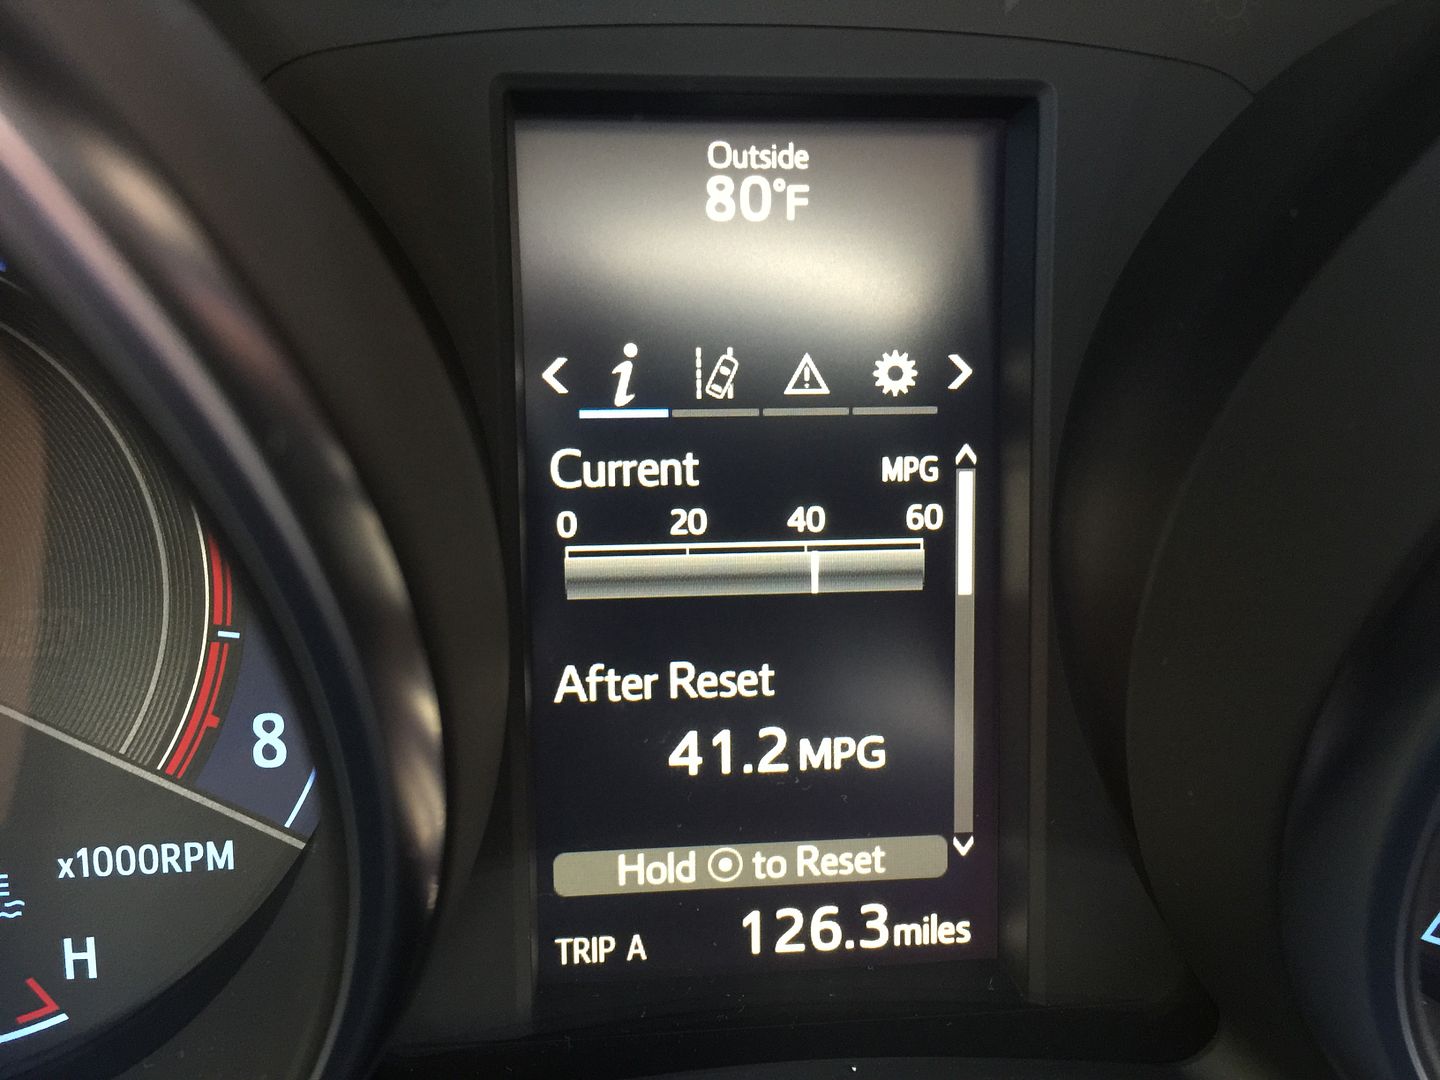 Outside
80°F
Current MPG
0 20 40 60
After Reset
41.2 MPG
8
x1000RPM
Hold to Reset
H
TRIP A 126.3 miles